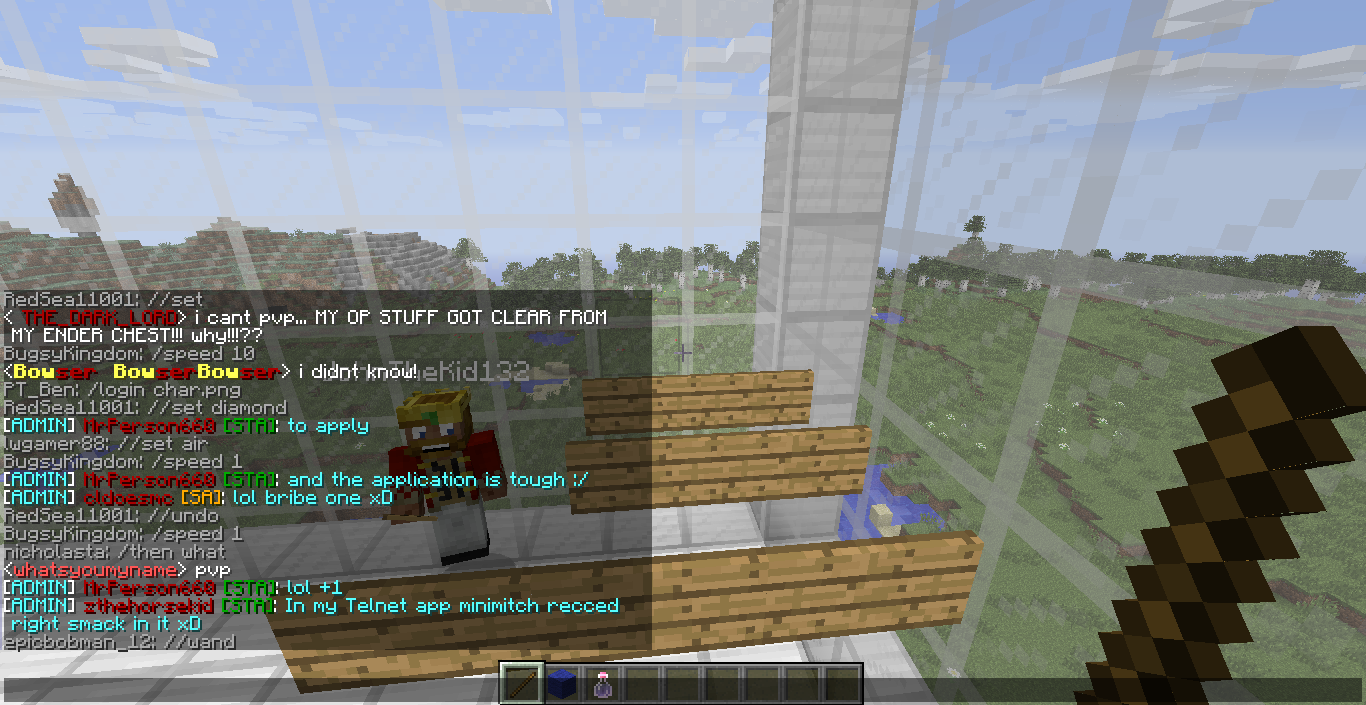 RedSea11001: //set
< THE_DARK_LORD> i cant pvp... MY OP STUFF GOT CLEAR FROM
MY ENDER CHEST!!! why!!!??
BugsyKingdom: /speed 10
<Bowser BowserBowser> i didnt know!
TheKid132
PT_Ben: /login char.png
RedSea11001: //set diamond
[ADMIN] MrPerson660 [STA]: to apply
lwgamer88: //set air
BugsyKingdom: /speed 1
[ADMIN] MrPerson660 [STA]: and the application is tough :/
[ADMIN] cldoesmc [SA]: lol bribe one xD
RedSea11001: //undo
BugsyKingdom: /speed 1
nicholasta: /then what
<whatsyoumyname> pvp
[ADMIN] MrPerson660 [STA]: lol +1
[ADMIN] zthehorsekid [STA]: In my Telnet app minimitch recced
right smack in it xD
epicbobman_12: //wand